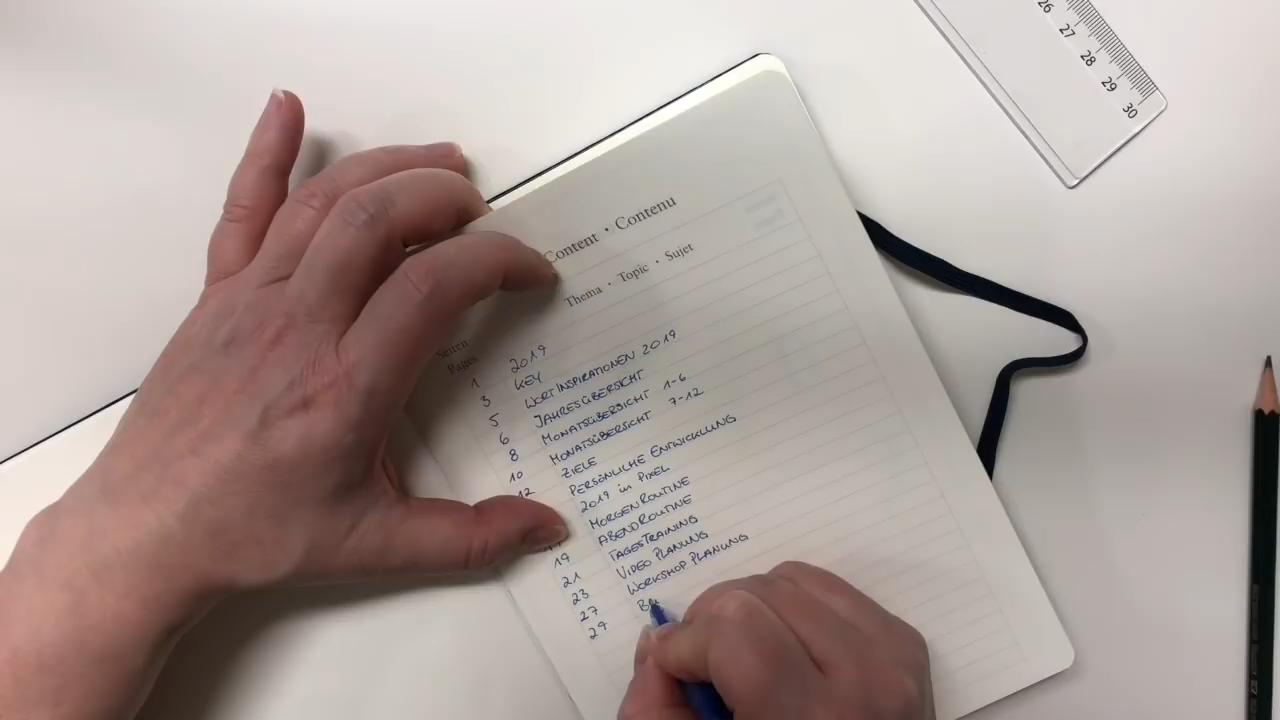 26
27
28
29
30
Content · Contenu
Thema · Topic · Sujet
Seiten
Pages
1 2019
3 KEY
5 WORTINSPIRATIONEN 2019
6 JAHRESÜBERSICHT
8 MONATSÜBERSICHT 1-6
10 MONATSÜBERSICHT 7-12
12 ZIELE
PERSÖNLICHE ENTWICKLUNG
2019 in PIXEL
19 MORGENROUTINE
21 ABENDROUTINE
23 TAGESTRAINING
27 VIDEO PLANUNG
29 WORKSHOP PLANUNG